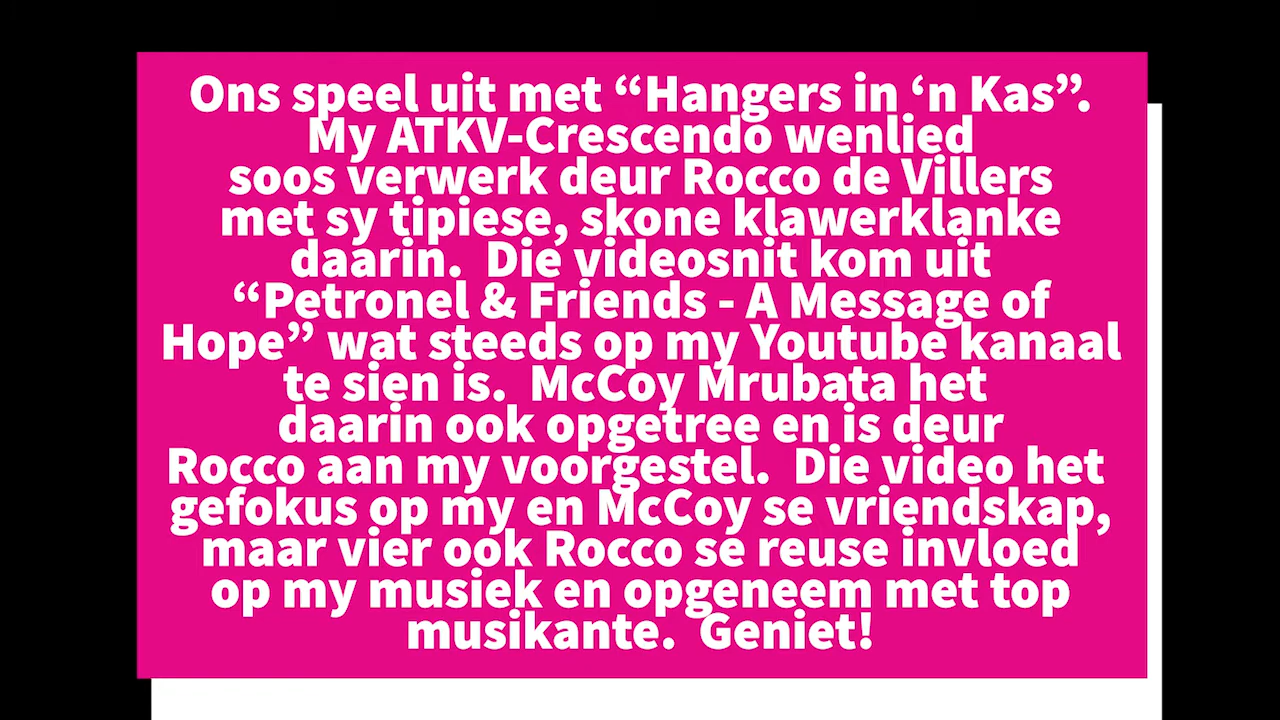 Ons speel uit met “Hangers in ‘n Kas”.
My ATKV-Crescendo wenlied
soos verwerk deur Rocco de Villers
met sy tipiese, skone klawerklanke
daarin.  Die videosnit kom uit
“Petronel & Friends - A Message of
Hope” wat steeds op my Youtube kanaal
te sien is.  McCoy Mrubata het
daarin ook opgetree en is deur
Rocco aan my voorgestel.  Die video het
gefokus op my en McCoy se vriendskap,
maar vier ook Rocco se reuse invloed
op my musiek en opgeneem met top
musikante.  Geniet!